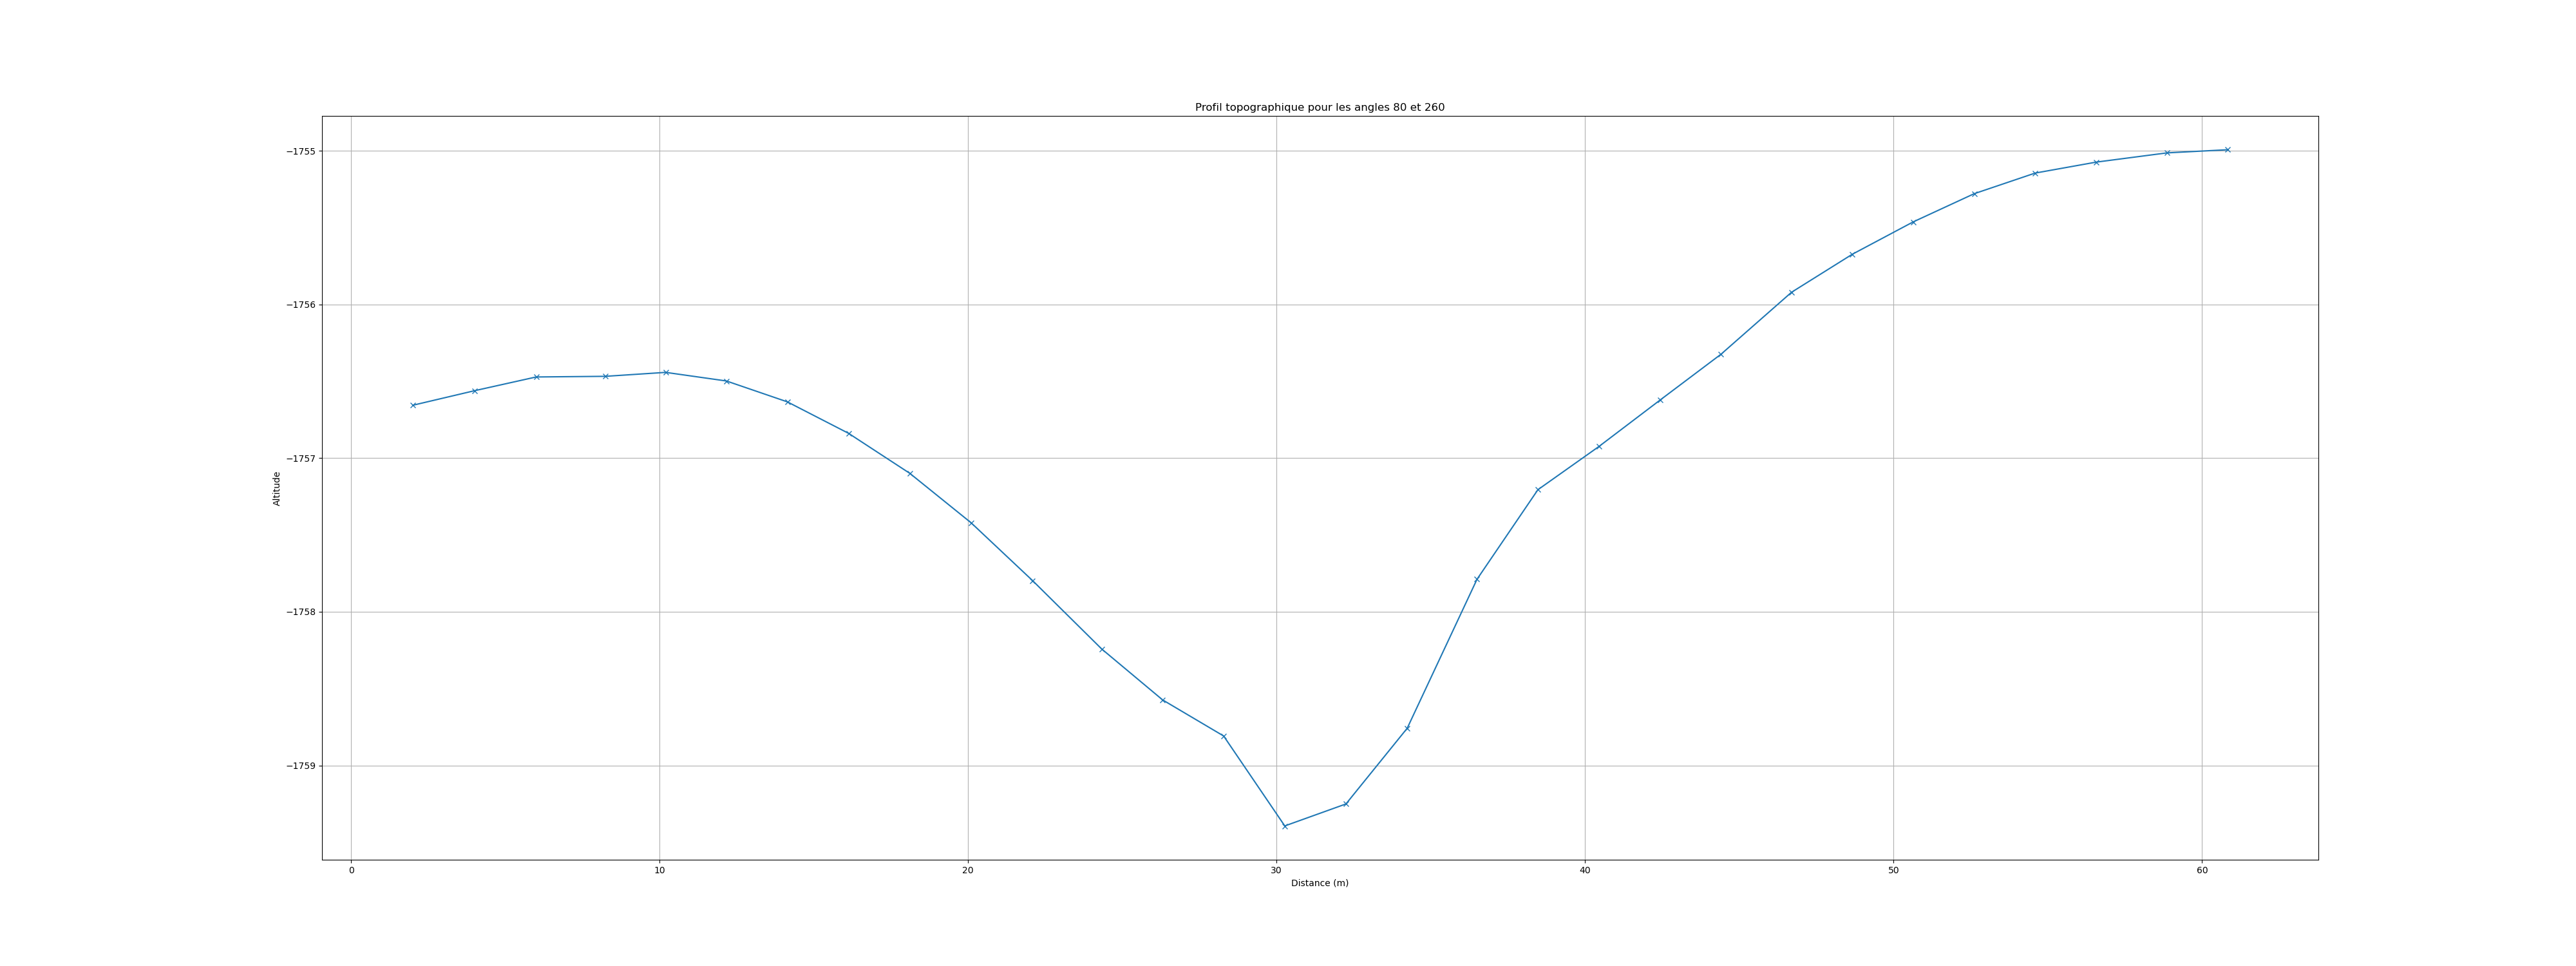 Profil topographique pour les angles 80 et 260
−1755
−1756
−1757
−1758
−1759
Altitude
0 10 20 30 40 50 60
Distance (m)